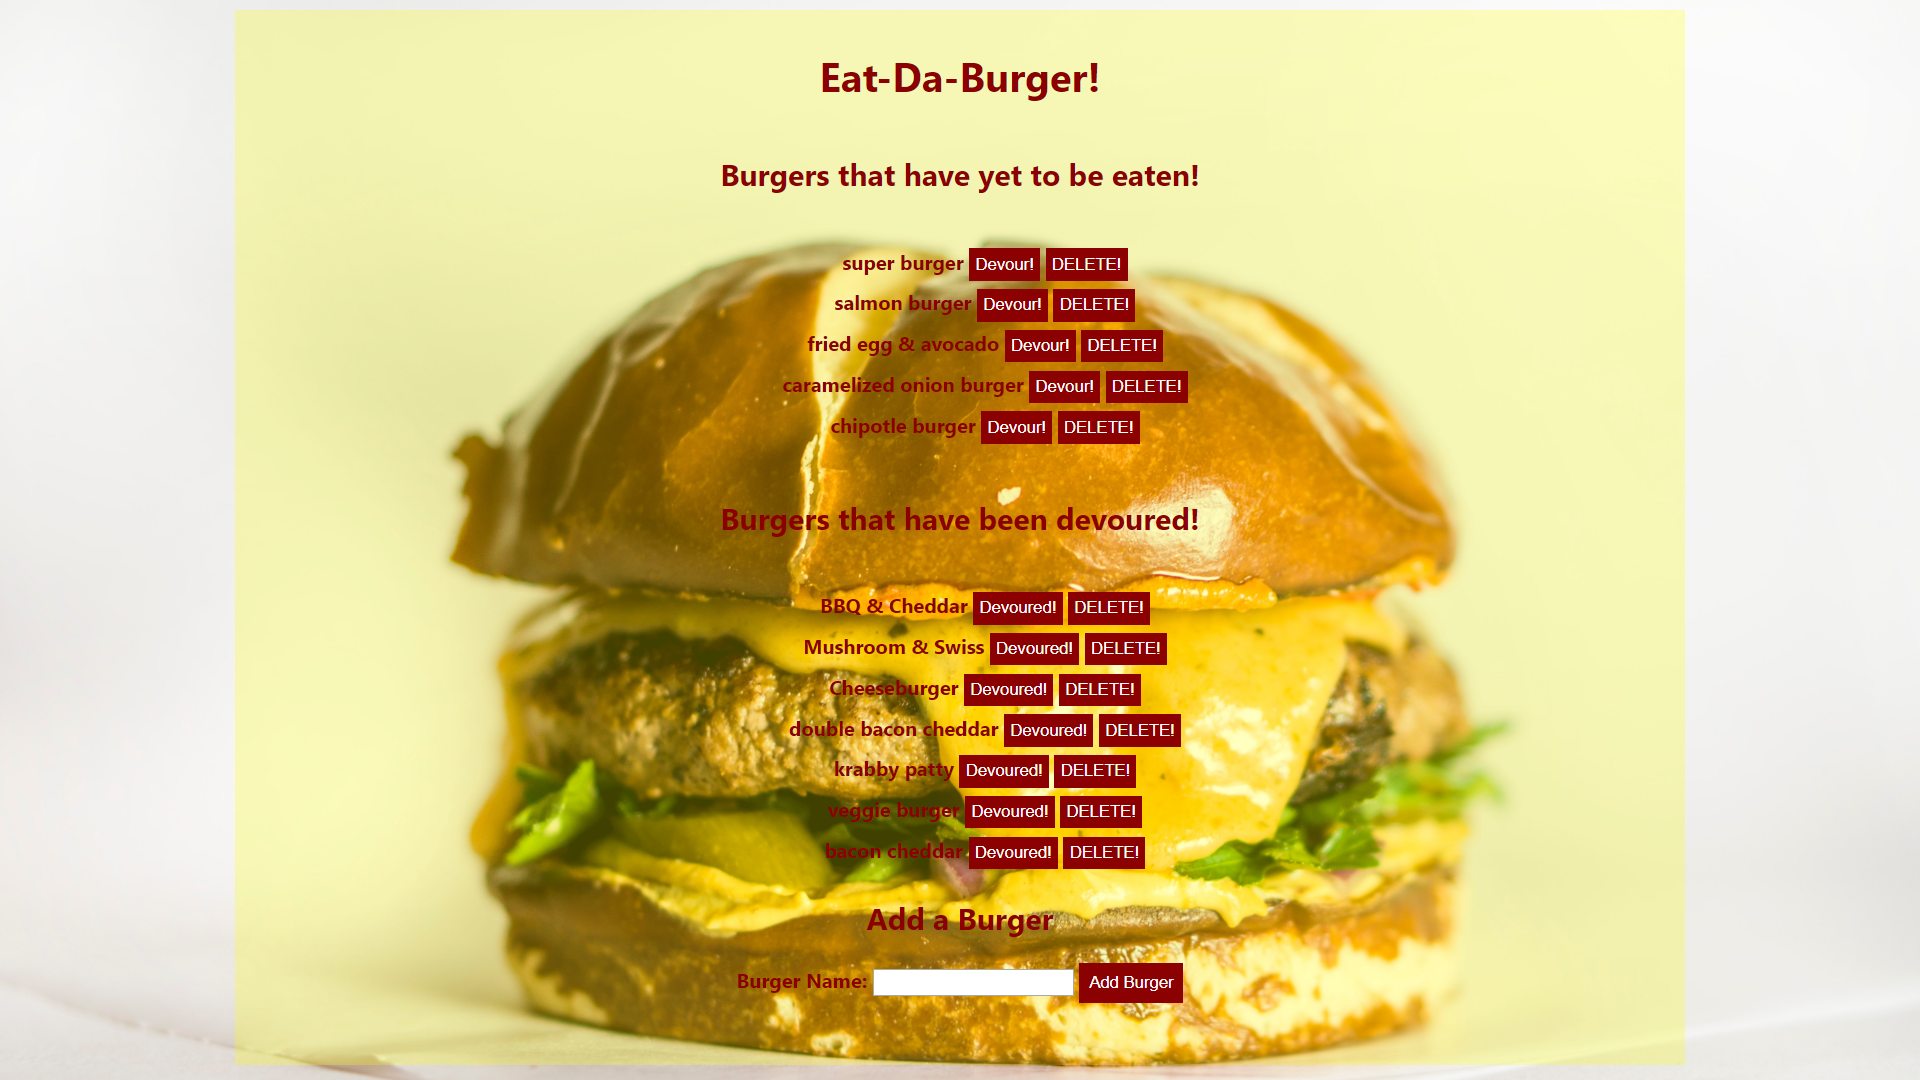 Eat-Da-Burger!
Burgers that have yet to be eaten!
super burger Devour! DELETE!
salmon burger Devour! DELETE!
fried egg & avocado Devour! DELETE!
caramelized onion burger Devour! DELETE!
chipotle burger Devour! DELETE!
Burgers that have been devoured!
BBQ & Cheddar Devoured! DELETE!
Mushroom & Swiss Devoured! DELETE!
Cheeseburger Devoured! DELETE!
double bacon cheddar Devoured! DELETE!
krabby patty Devoured! DELETE!
veggie burger Devoured! DELETE!
bacon cheddar Devoured! DELETE!
Add a Burger
Burger Name: Add Burger